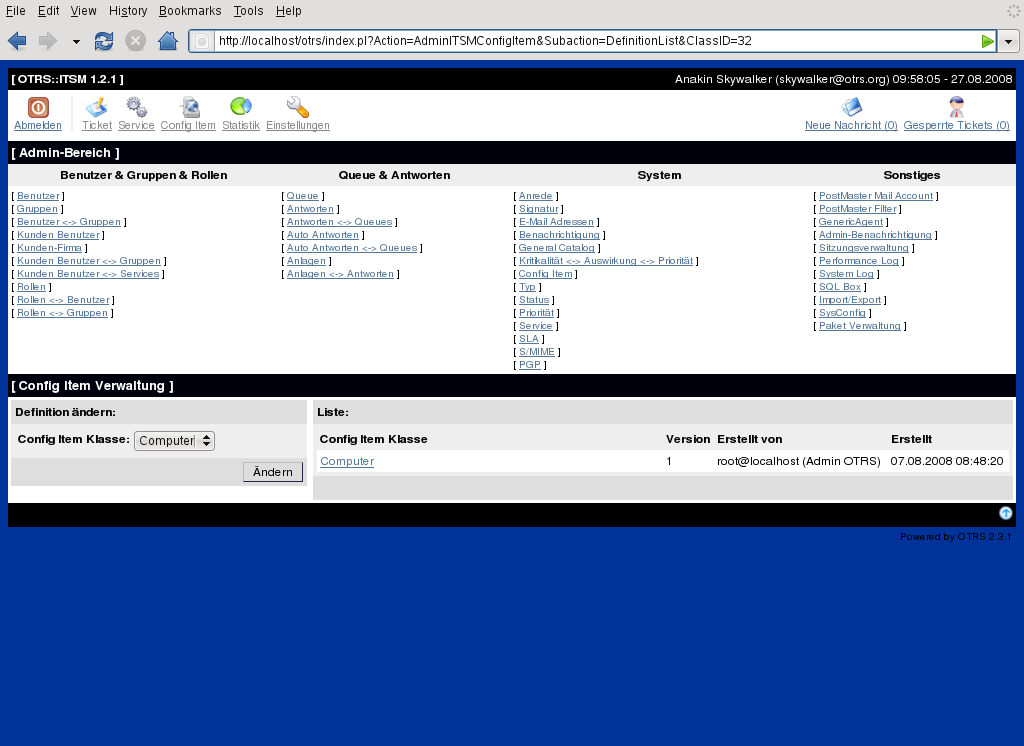 File Edit View History Bookmarks Tools Help
http://localhost/otrs/index.pl?Action=AdminITSMConfigItem&Subaction=DefinitionList&ClassID=32
[ OTRS::ITSM 1.2.1 ] Anakin Skywalker (skywalker@otrs.org) 09:58:05 - 27.08.2008
Abmelden Ticket Service Config Item Statistik Einstellungen Neue Nachricht (0) Gesperrte Tickets (0)
[ Admin-Bereich ]
Benutzer & Gruppen & Rollen Queue & Antworten System Sonstiges
[ Benutzer ] [ Queue ] [ Anrede ] [ PostMaster Mail Account ]
[ Gruppen ] [ Antworten ] [ Signatur ] [ PostMaster Filter ]
[ Benutzer <-> Gruppen ] [ Antworten <-> Queues ] [ E-Mail Adressen ] [ GenericAgent ]
[ Kunden Benutzer ] [ Auto Antworten ] [ Benachrichtigung ] [ Admin-Benachrichtigung ]
[ Kunden-Firma ] [ Auto Antworten <-> Queues ] [ General Catalog ] [ Sitzungsverwaltung ]
[ Kunden Benutzer <-> Gruppen ] [ Anlagen ] [ Kritikalität <-> Auswirkung <-> Priorität ] [ Performance Log ]
[ Kunden Benutzer <-> Services ] [ Anlagen <-> Antworten ] [ Config Item ] [ System Log ]
[ Rollen ] [ Typ ] [ SQL Box ]
[ Rollen <-> Benutzer ] [ Status ] [ Import/Export ]
[ Rollen <-> Gruppen ] [ Priorität ] [ SysConfig ]
[ Service ] [ Paket Verwaltung ]
[ SLA ]
[ S/MIME ]
[ PGP ]
[ Config Item Verwaltung ]
Definition ändern: Liste:
Config Item Klasse: Computer Config Item Klasse Version Erstellt von Erstellt
Computer 1 root@localhost (Admin OTRS) 07.08.2008 08:48:20
Ändern
Powered by OTRS 2.3.1